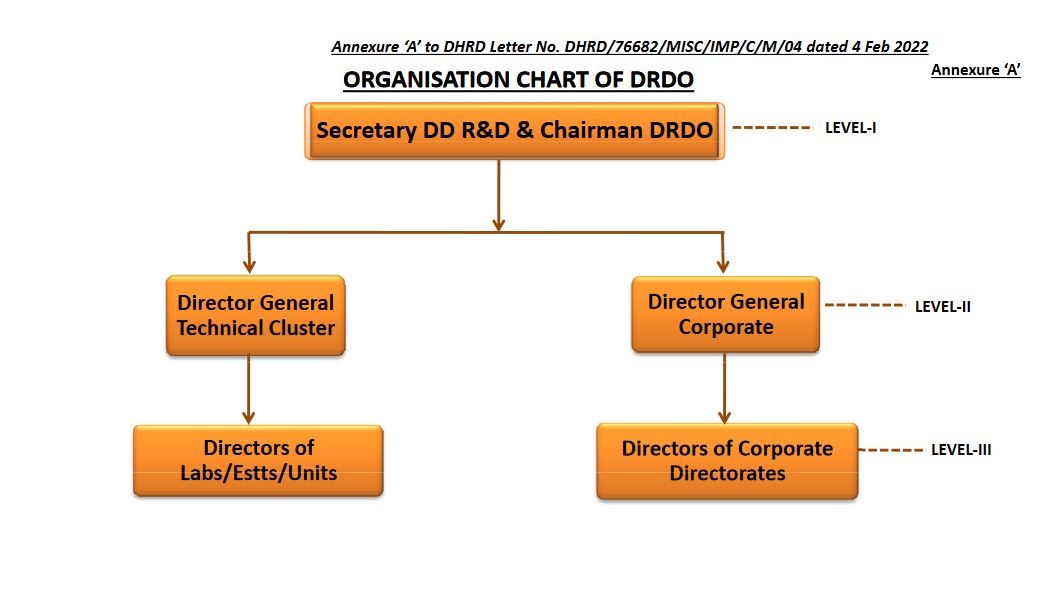 Annexure ‘A’ to DHRD Letter No. DHRD/76682/MISC/IMP/C/M/04 dated 4 Feb 2022
Annexure ‘A’
ORGANISATION CHART OF DRDO
Secretary DD R&D & Chairman DRDO
LEVEL-I
Director General
Technical Cluster
Director General
Corporate
LEVEL-II
Directors of
Labs/Estts/Units
Directors of Corporate
Directorates
LEVEL-III